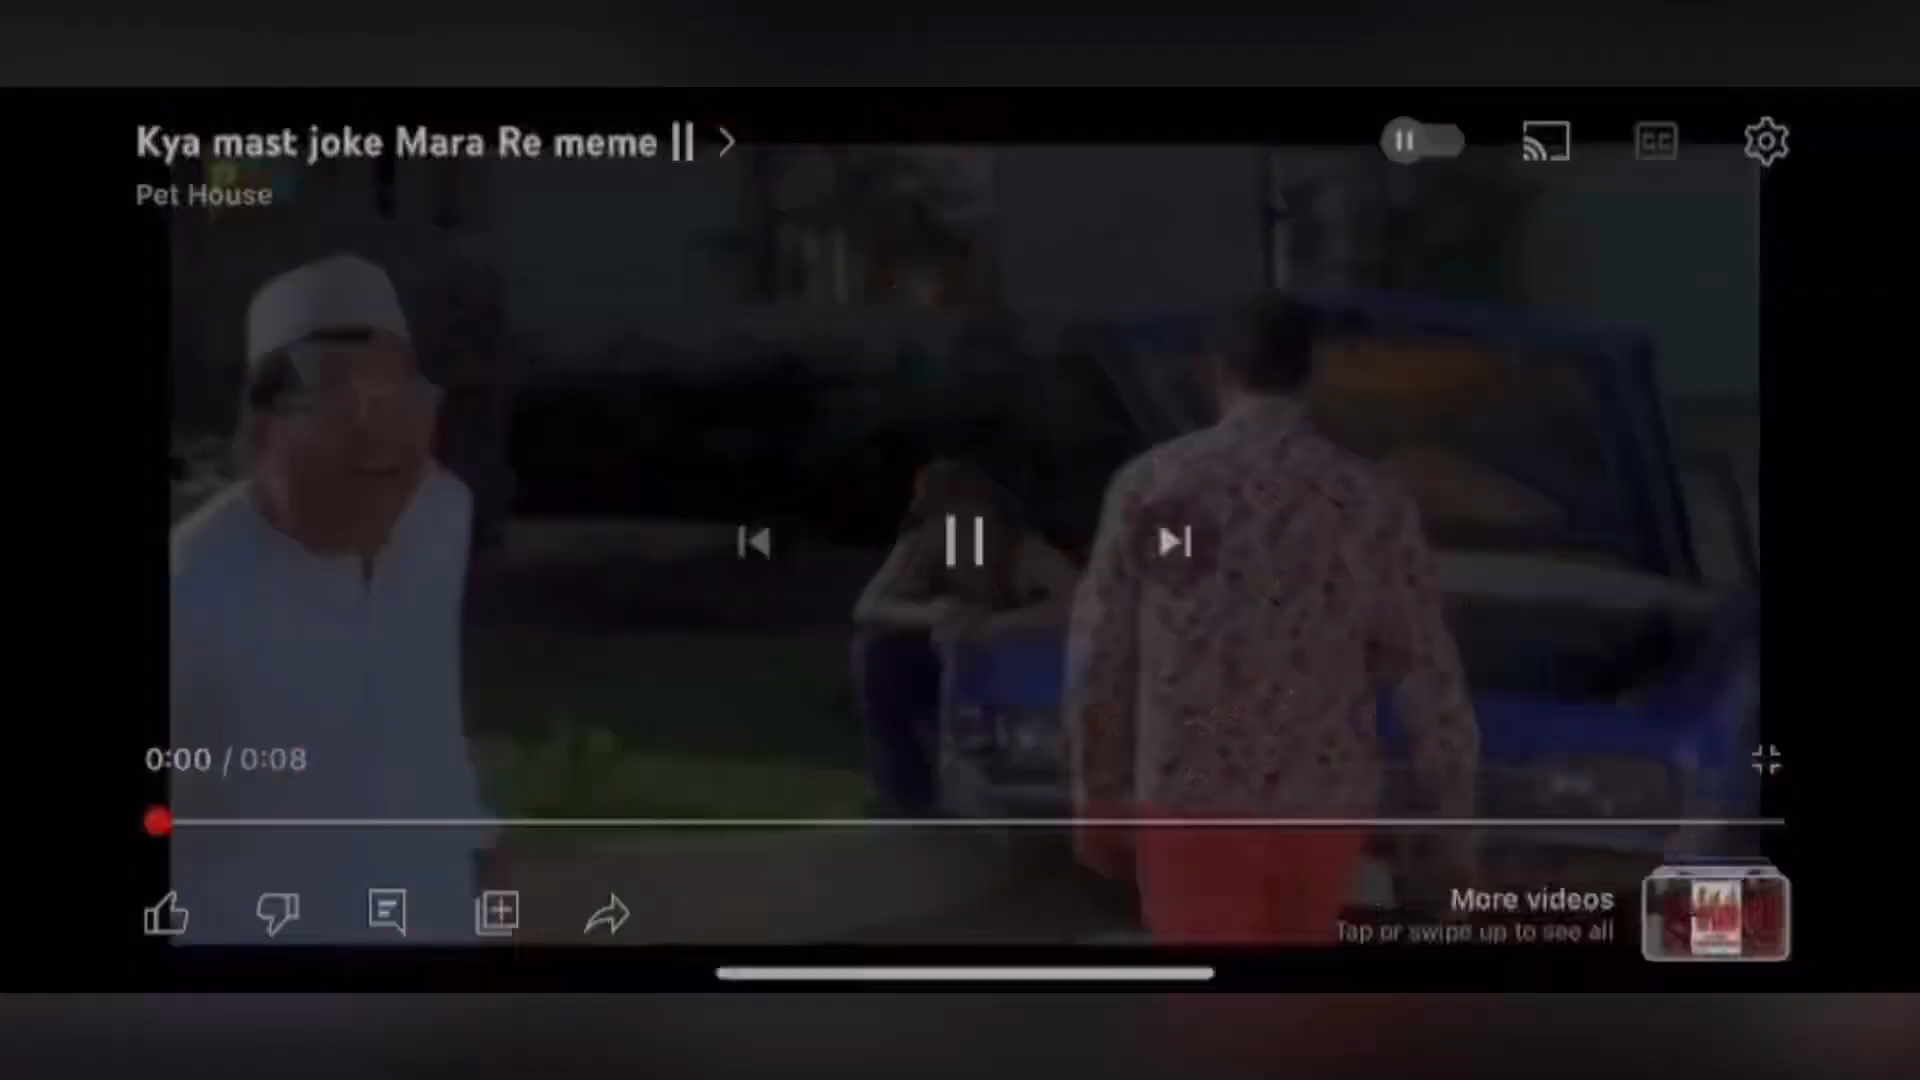 Kya mast joke Mara Re meme ||
Pet House
CC
0:00 / 0:08
More videos
Tap or swipe up to see all